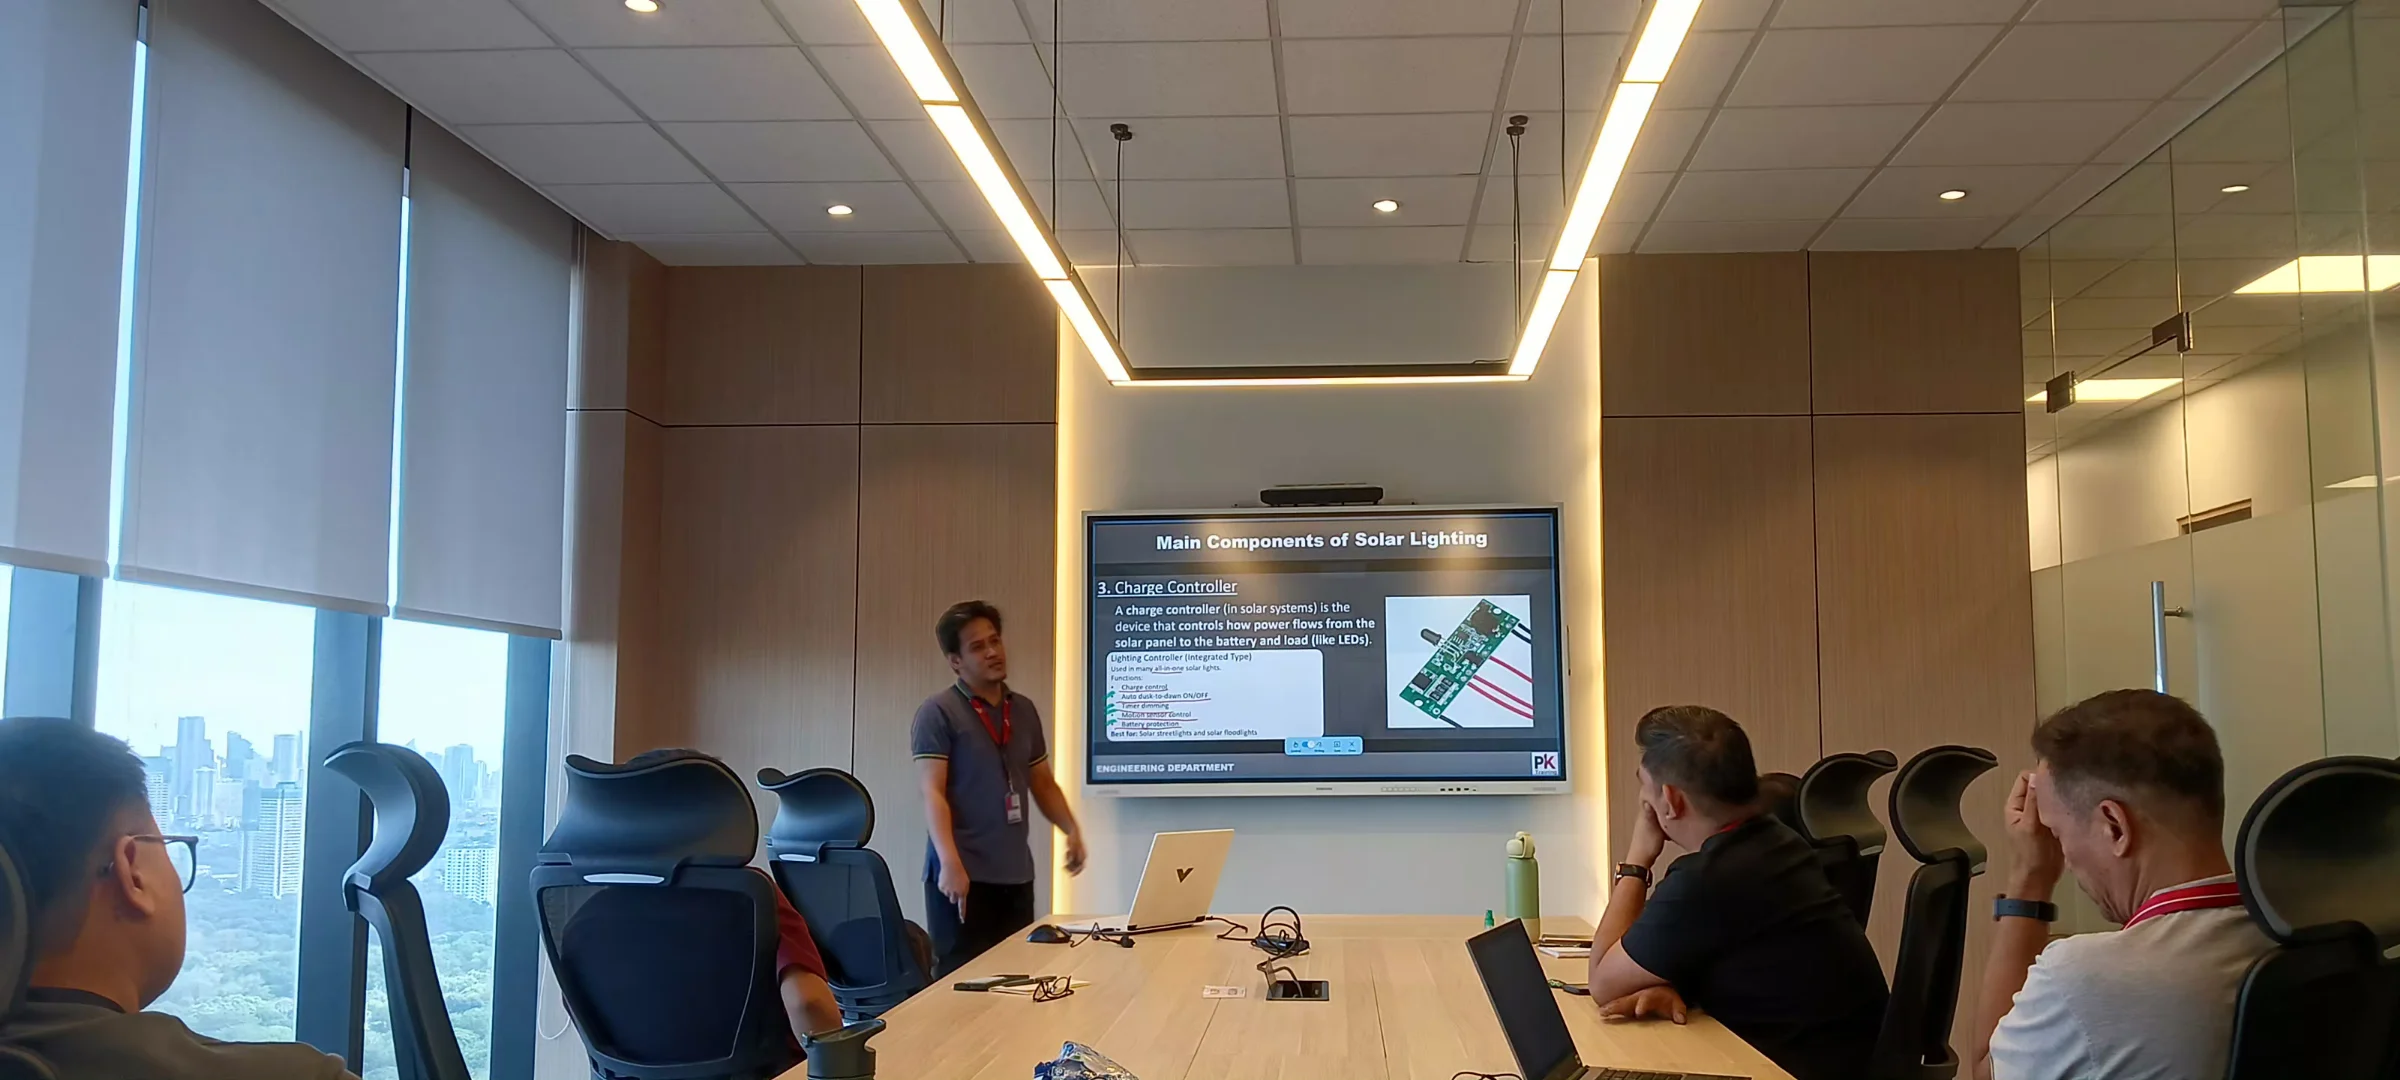 Main Components of Solar Lighting
3. Charge Controller
A charge controller (in solar systems) is the
device that controls how power flows from the
solar panel to the battery and load (like LEDs).
Lighting Controller (Integrated Type)
Used in many all-in-one solar lights.
Functions:
• Charge control
Auto dusk-to-dawn ON/OFF
Timer dimming
Motion sensor control
Battery protection
Best for: Solar streetlights and solar floodlights
ENGINEERING DEPARTMENT
PK